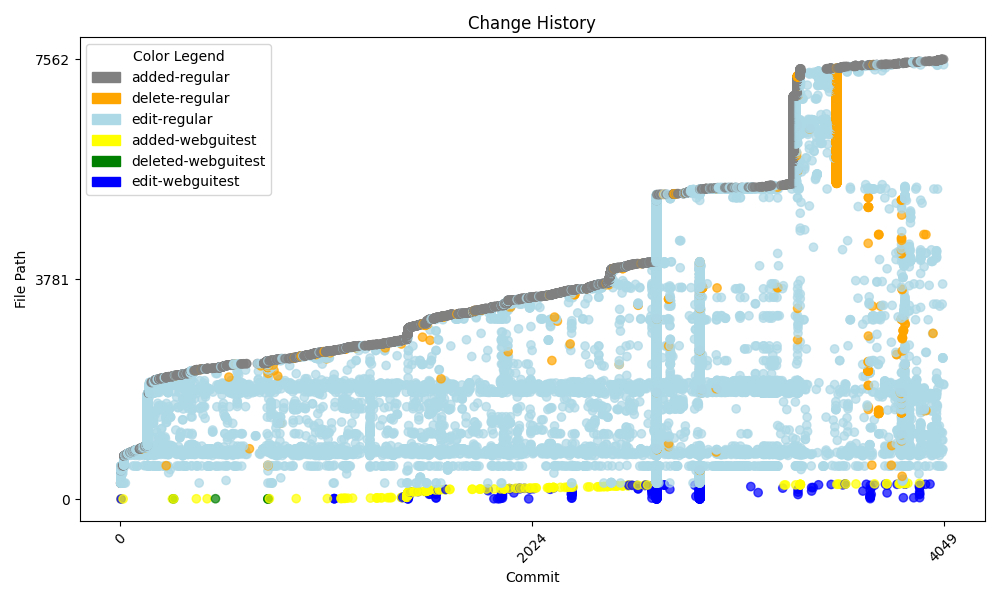 Change History
7562
3781
0
File Path
Color Legend
added-regular
delete-regular
edit-regular
added-webguitest
deleted-webguitest
edit-webguitest
0
2024
4049
Commit